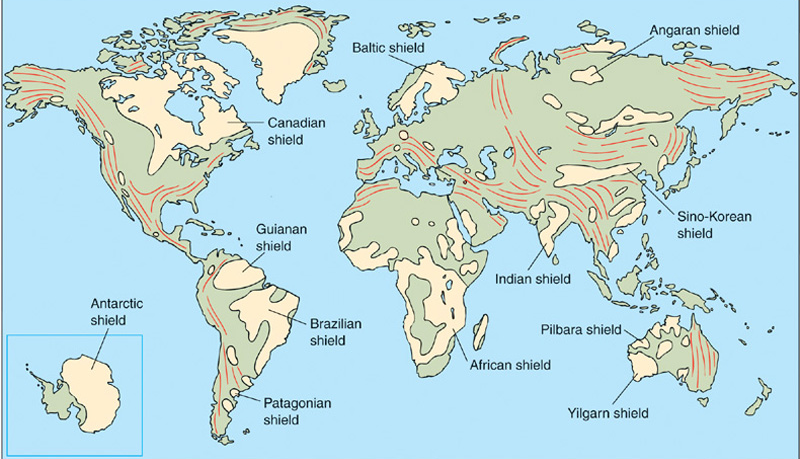 Angaran shield
Baltic shield
Canadian
shield
Guianan
shield
Sino-Korean
shield
Indian shield
Antarctic
shield
Brazilian
shield
Pilbara shield
African shield
Patagonian
shield
Yilgarn shield